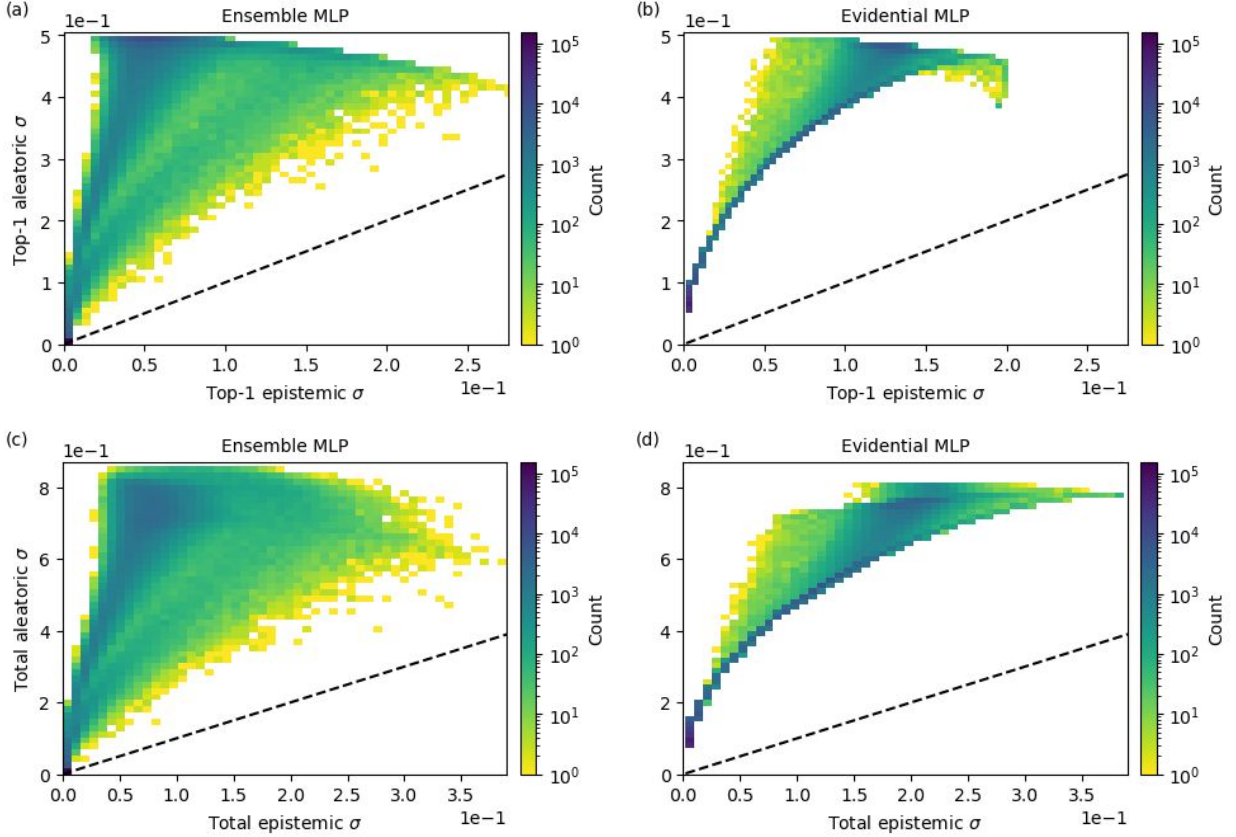 (a)
1e−1
Ensemble MLP
5
4
3
2
1
0
Top-1 aleatoric σ
0.0 0.5 1.0 1.5 2.0 2.5
1e−1
Top-1 epistemic σ
10^5
10^4
10^3
10^2
10^1
10^0
Count
(b)
1e−1
Evidential MLP
5
4
3
2
1
0
0.0 0.5 1.0 1.5 2.0 2.5
1e−1
Top-1 epistemic σ
10^5
10^4
10^3
10^2
10^1
10^0
Count
(c)
1e−1
Ensemble MLP
8
6
4
2
0
Total aleatoric σ
0.0 0.5 1.0 1.5 2.0 2.5 3.0 3.5
1e−1
Total epistemic σ
10^5
10^4
10^3
10^2
10^1
10^0
Count
(d)
1e−1
Evidential MLP
8
6
4
2
0
0.0 0.5 1.0 1.5 2.0 2.5 3.0 3.5
1e−1
Total epistemic σ
10^5
10^4
10^3
10^2
10^1
10^0
Count